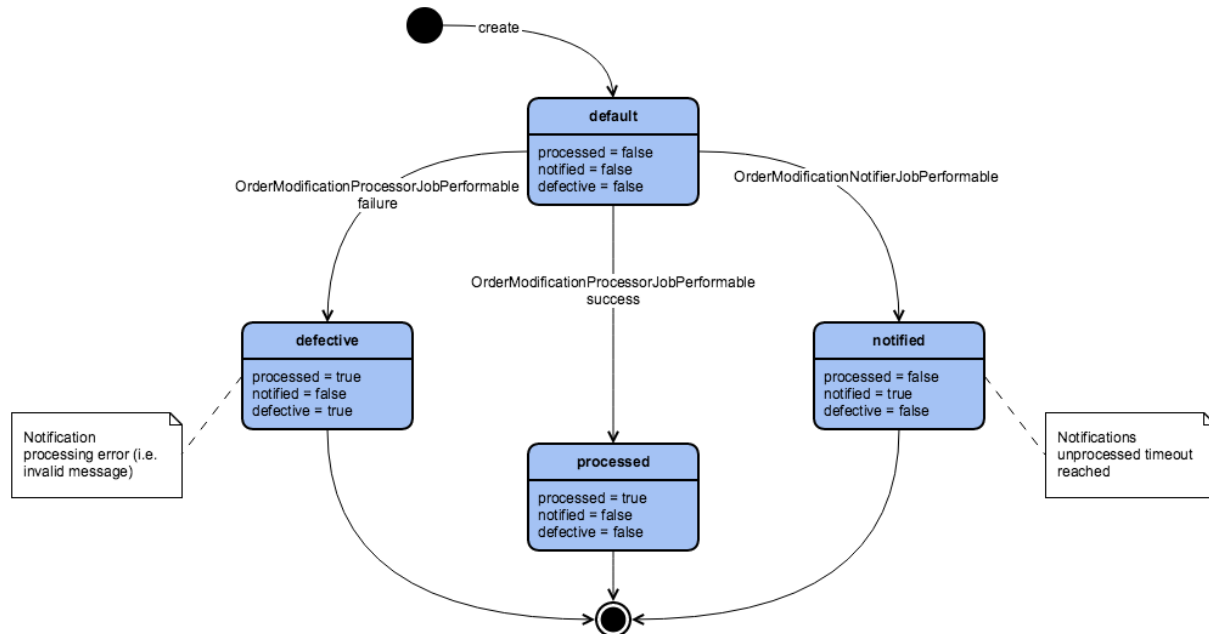 create
default
processed = false
notified = false
defective = false
OrderModificationProcessorJobPerformable
failure
OrderModificationNotifierJobPerformable
OrderModificationProcessorJobPerformable
success
defective
processed = true
notified = false
defective = true
notified
processed = false
notified = true
defective = false
Notification
processing error (i.e.
invalid message)
Notifications
unprocessed timeout
reached
processed
processed = true
notified = false
defective = false